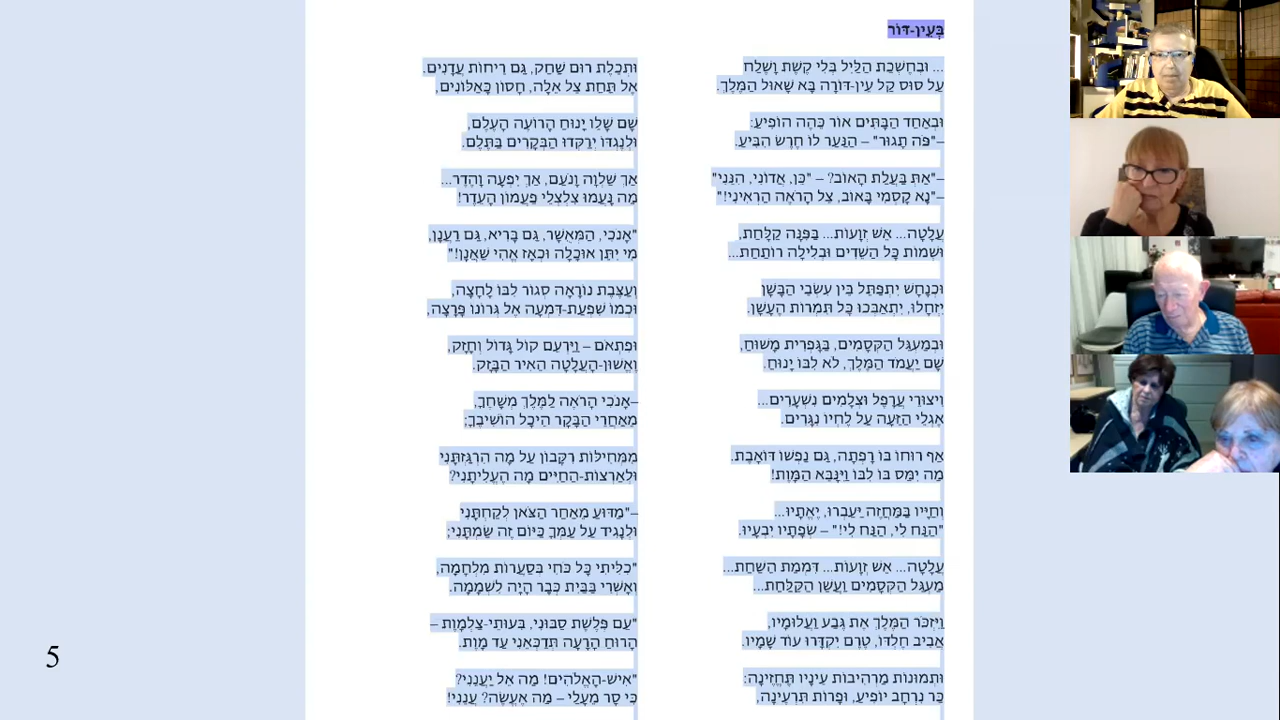 בְּעֵין-דּוֹר
... וּבְחֶשְׁכַת הַלֵּיל בְּלִי קֶשֶׁת וָשֶׁלַח
עַל סוּס קַל עֵין-דּוֹרָה בָּא שָׁאוּל הַמֶּלֶךְ.
וּבְאַחַד הַבָּתִּים אוֹר כֵּהֶה הוֹפִיעַ:
–"פֹּה תָגוּר" – הַנַּעַר לוֹ חֶרֶשׁ הִבִּיעַ.
–"אַתְּ בַּעֲלַת הָאוֹב? – "כֵּן, אֲדוֹנִי, הִנֵּנִי"
–"נָא קָסֳמִי בָּאוֹב, צֵל הָרֹאֶה הַרְאִינִי!"
עֲלָטָה... אֵשׁ זְוָעוֹת... בַּפִּנָּה קַלַּחַת,
וּשְׁמוֹת כָּל הַשֵּׁדִים וּבְלִילָה רוֹתַחַת...
וּכְנָחָשׁ יִתְפַּתֵּל בֵּין עִשְׂבֵי הַבָּשָׁן
יִזְחֲלוּ, יִתְאַבְּכוּ כָּל תִּמְרוֹת הֶעָשָׁן.
וּבְמַעְגַּל הַקְּסָמִים, בְּגָפְרִית מָשׁוּחַ,
שָׁם יַעֲמֹד הַמֶּלֶךְ, לֹא לִבּוֹ יָנוּחַ.
וִיצוּרֵי עֲרָפֶל וּצְלָמִים נִשְׁעָרִים...
אֶגְלֵי הַזֵּעָה עַל לְחָיָו נִגָּרִים.
אַף רוּחוֹ בּוֹ רָפְתָה, גַּם נַפְשׁוֹ דּוֹאֶבֶת.
מַה יִּמַּס בּוֹ לִבּוֹ וַיְנַבֵּא הַמָּוֶת!
וְחַיָּיו בַּמַּחֲזֶה יַעַבְרוּ, יֶאֱתָיוּ...
"הַנַּח לִי, הַנַּח לִי!" – שְׂפָתָיו יִבְעָיוּ.
עֲלָטָה... אֵשׁ זְוָעוֹת... דִּמְמַת הַשַּׁחַת...
מַעְגַּל הַקְּסָמִים וַעֲשַׁן הַקַּלַּחַת...
וַיִּזְכֹּר הַמֶּלֶךְ אֶת גֶּבַע וַעֲלוּמָיו,
אֲבִיב חֶלְדּוֹ, טֶרֶם יִקְדְּרוּ עוֹד שָׁמָיו.
וּתְמוּנוֹת מַרְהִיבוֹת עֵינָיו תֶּחֱזֶינָה:
כַּר נִרְחָב יוֹפִיעַ, וּפָרוֹת תִּרְעֶינָה,
וּתְכֵלֶת רוּם שַׁחַק, גַּם רֵיחוֹת עֲדָנִים.
אֶל תַּחַת צֵל אֵלָה, חָסוֹן כָּאַלּוֹנִים,
שָׁם שָׁלֵו יָנוּחַ הָרוֹעֶה הָעֶלֶם,
וּלְנֶגְדּוֹ יְרַקְּדוּ הַבְּקָרִים בַּתֶּלֶם.
אַךְ שַׁלְוָה וָנֹעַם, אַךְ יִפְעָה וָהֶדֶר...
מַה נָּעֲמוּ צִלְצְלֵי פַּעֲמוֹן הָעֵדֶר!
"אָנֹכִי, הַמְאֻשָּׁר, גַּם בָּרִיא, גַּם רַעֲנָן,
מִי יִתֵּן אוּכָלָה וּכְאָז אֱהִי שַׁאֲנָן!"
וְעַצֶּבֶת נוֹרָאָה סְגוֹר לִבּוֹ לָחָצָה,
וּכְמוֹ שִׁפְעַת-דִּמְעָה אֶל גְּרוֹנוֹ פָּרָצָה,
וּפִתְאֹם – וַיִּרְעַם קוֹל גָּדוֹל וְחָזָק,
וֶאֱשׁוּן-הָעֲלָטָה הֵאִיר הַבָּזָק.
–אָנֹכִי הָרֹאֶה לַמֶּלֶךְ מְשָׁחֲךָ,
מֵאַחֲרֵי הַבָּקָר הֵיכָל הוֹשִׁיבֶךָ;
מִמְּחִילוֹת רִקָּבוֹן עַל מֶה הִרְגַּזְתַּנִי
וּלְאַרְצוֹת-הַחַיִּים מָה הֶעֱלִיתָנִי?
–"מַדּוּעַ מֵאַחַר הַצֹּאן לְקַחְתָּנִי
וּלְנָגִיד עַל עַמְּךָ כַּיּוֹם זֶה שַׂמְתָּנִי;
"כִּלִּיתִי כָּל כֹּחִי בִּסְעָרוֹת מִלְחָמָה,
וְאָשְׁרִי בַּבַּיִת כְּבָר הָיָה לִשְׁמָמָה.
"עַם פְּלֶשֶׁת סַבּוּנִי, בִּעוּתֵי-צַלְמָוֶת –
הָרוּחַ הָרָעָה תְּדַכְּאֵנִי עַד מָוֶת.
"אִישׁ-הָאֱלֹהִים! מָה אֵל יַעֲנֵנִי?
כִּי סָר מֵעָלַי – מָה אֶעֱשֶׂה? עֲנֵנִי!
5